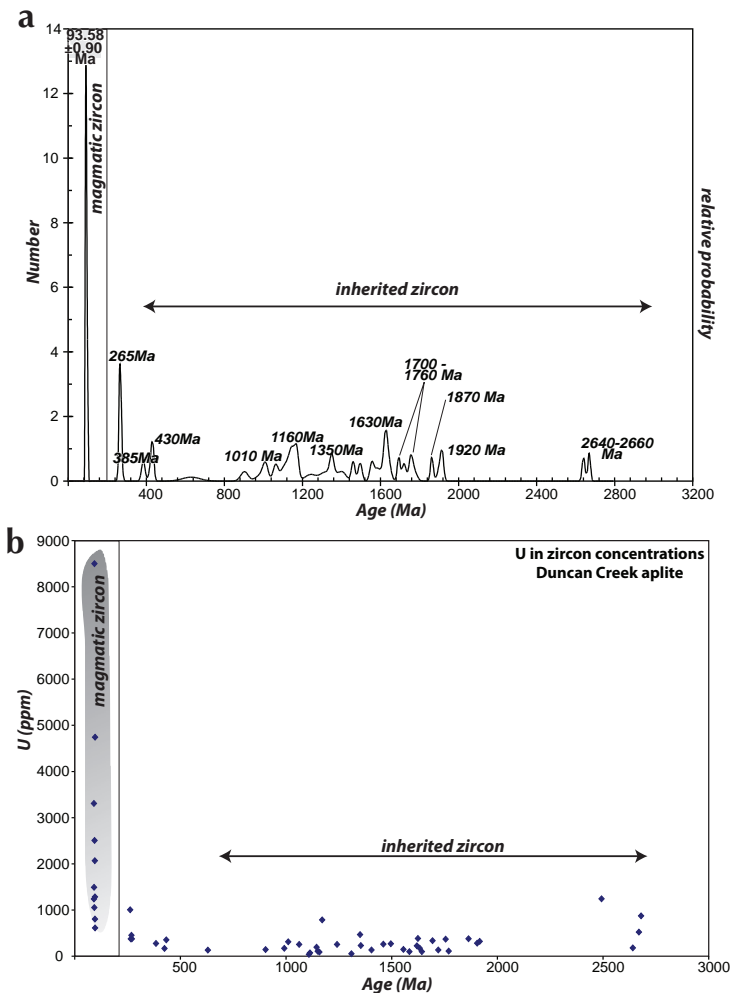 a
14
12
10
8
6
4
2
0
Number
93.58
±0.90
Ma
magmatic zircon
inherited zircon
relative probability
265Ma
385Ma
430Ma
1010 Ma
1160Ma
1350Ma
1630Ma
1700 -
1760 Ma
1870 Ma
1920 Ma
2640-2660
Ma
400
800
1200
1600
2000
2400
2800
3200
Age (Ma)
b
9000
8000
7000
6000
5000
4000
3000
2000
1000
0
U (ppm)
U in zircon concentrations
Duncan Creek aplite
magmatic zircon
inherited zircon
500
1000
1500
2000
2500
3000
Age (Ma)